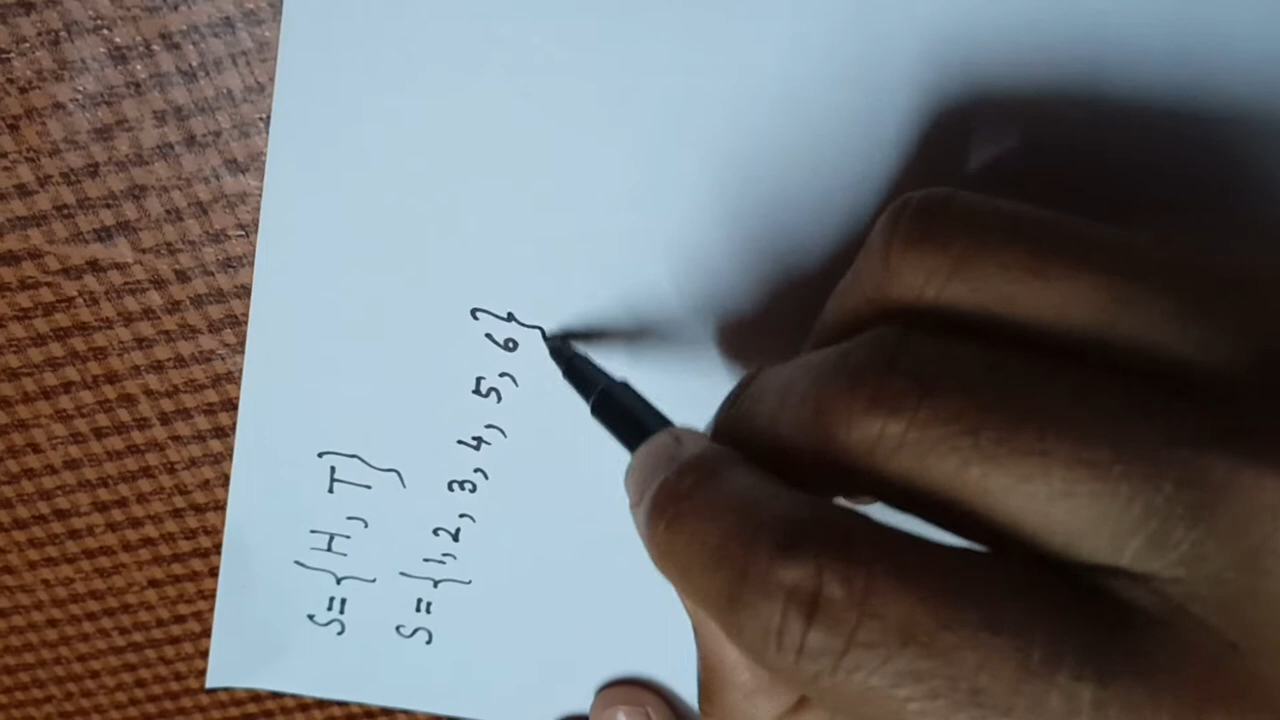 S={H, T}
S={1, 2, 3, 4, 5, 6}